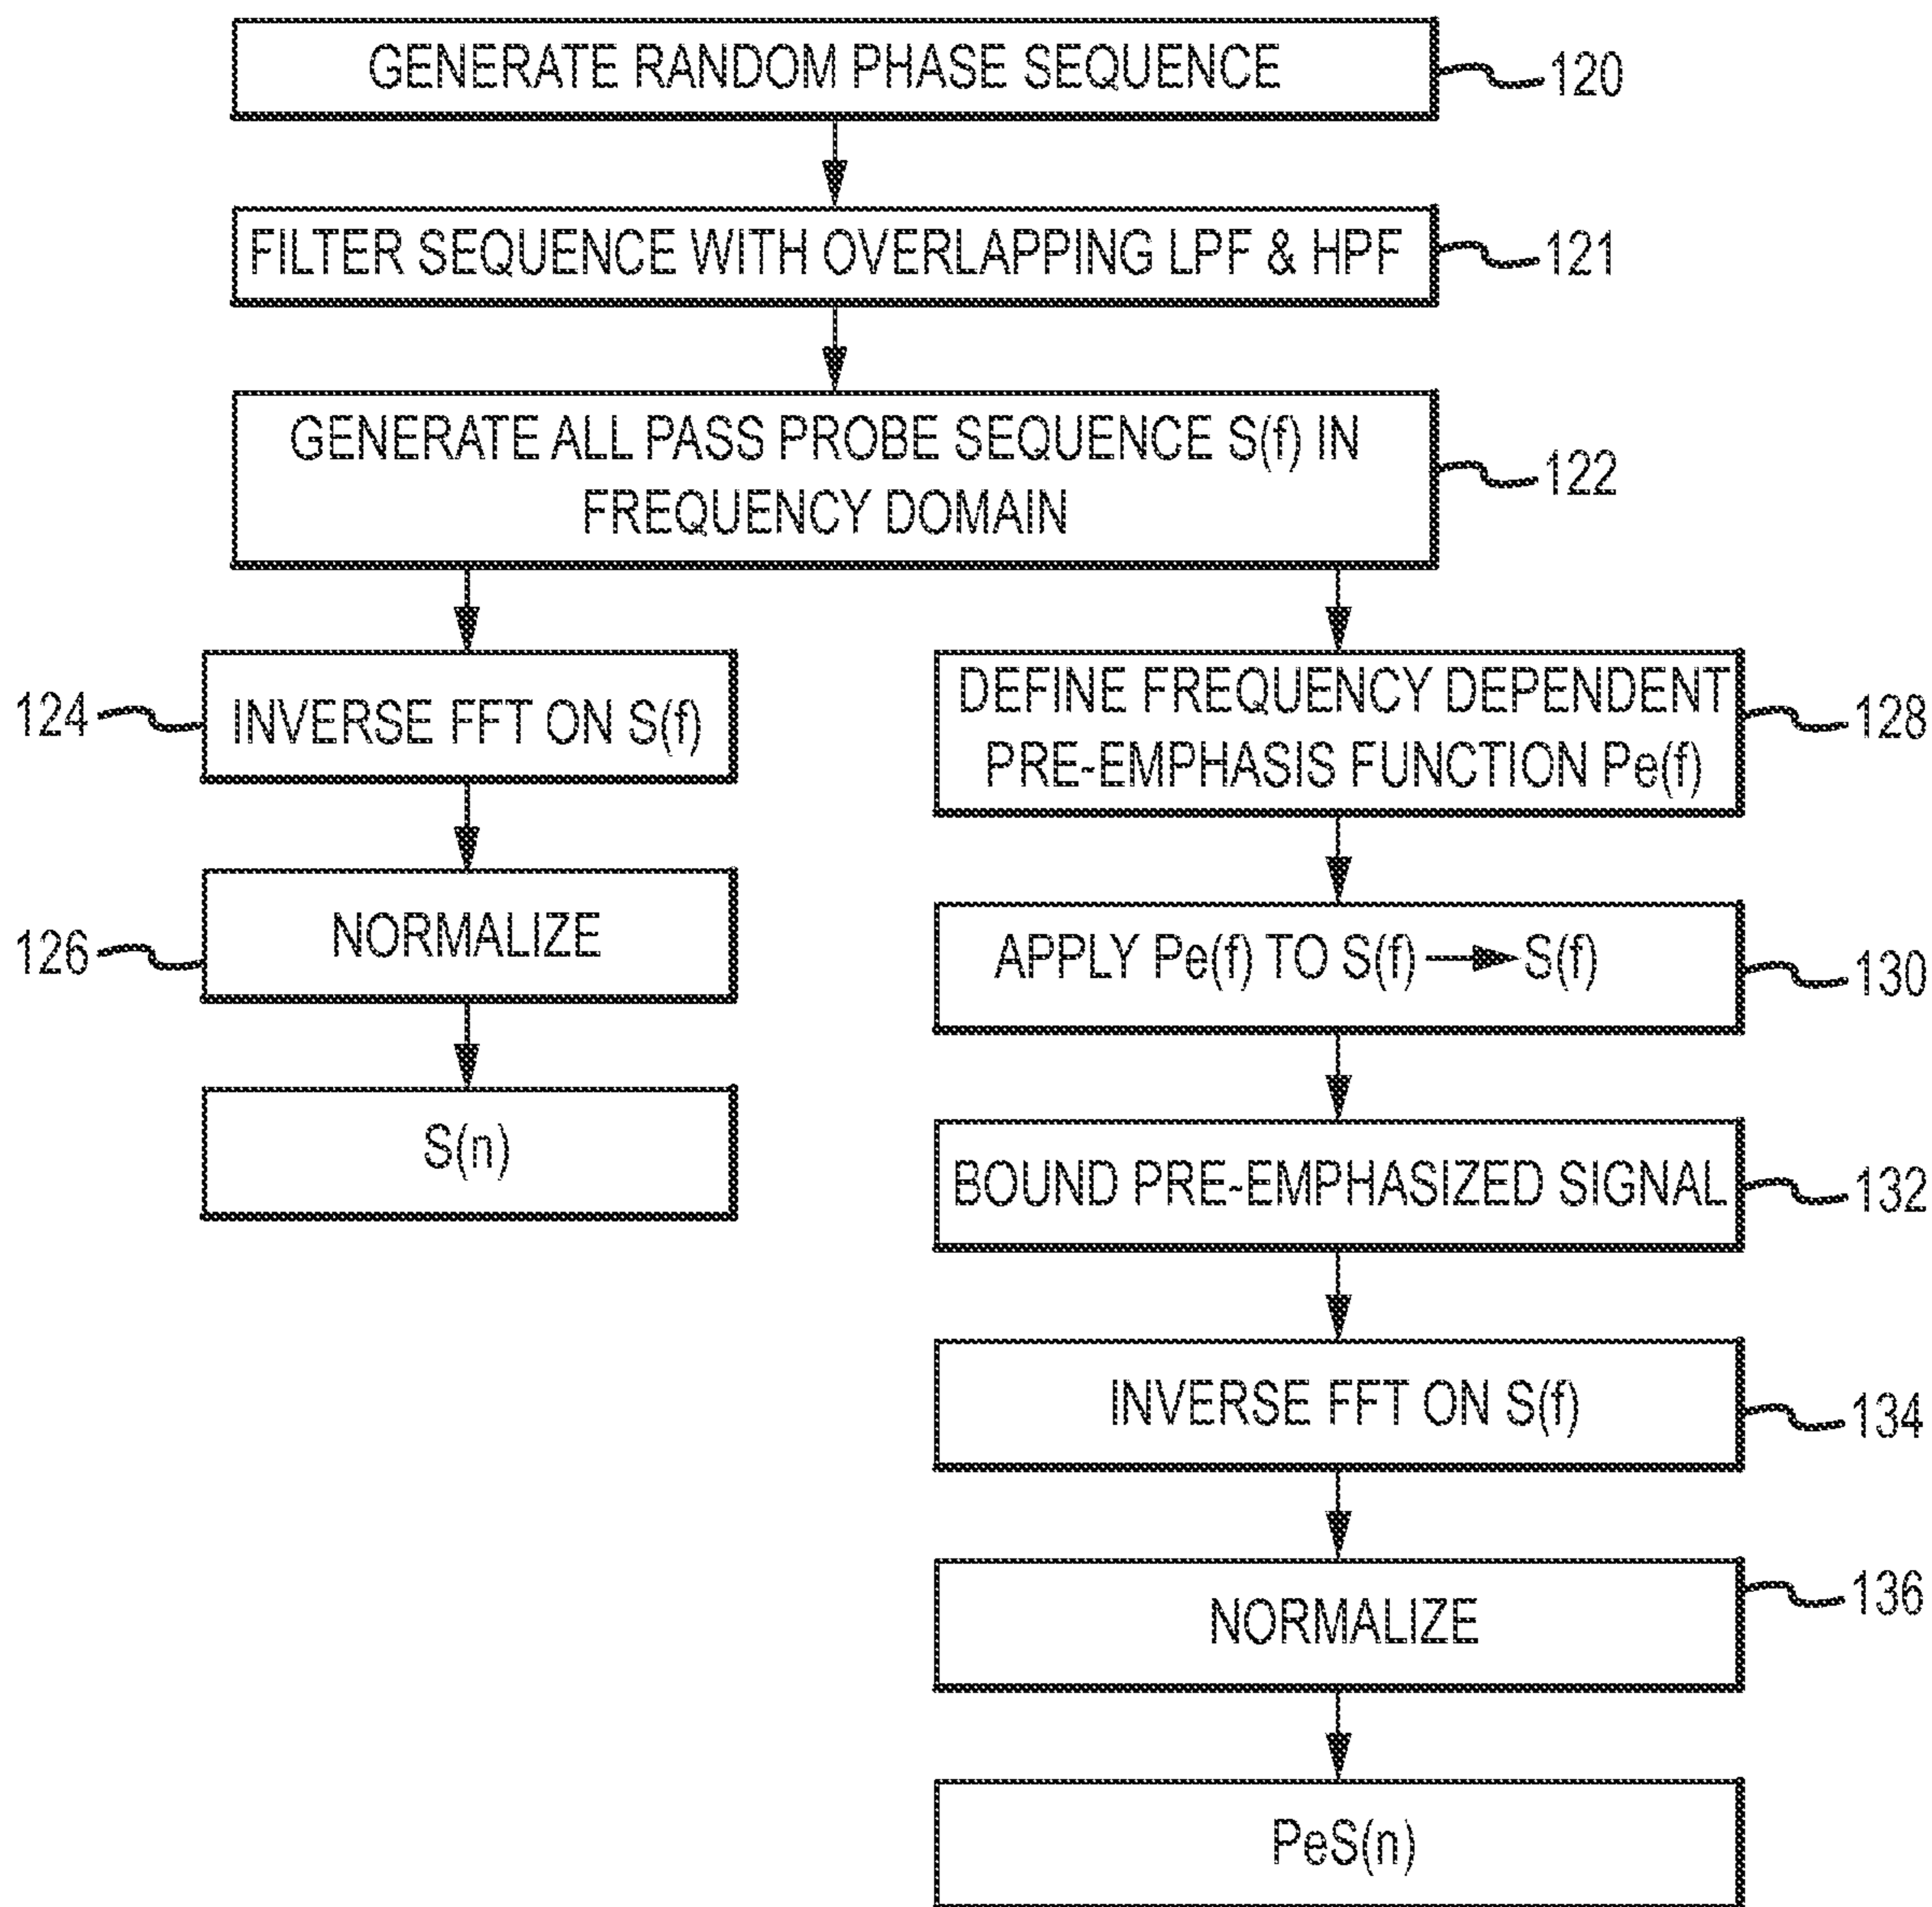 GENERATE RANDOM PHASE SEQUENCE
120
FILTER SEQUENCE WITH OVERLAPPING LPF & HPF
121
GENERATE ALL PASS PROBE SEQUENCE S(f) IN
FREQUENCY DOMAIN
122
124
INVERSE FFT ON S(f)
126
NORMALIZE
S(n)
DEFINE FREQUENCY DEPENDENT
PRE-EMPHASIS FUNCTION Pe(f)
128
APPLY Pe(f) TO S(f) → S(f)
130
BOUND PRE-EMPHASIZED SIGNAL
132
INVERSE FFT ON S(f)
134
NORMALIZE
136
PeS(n)